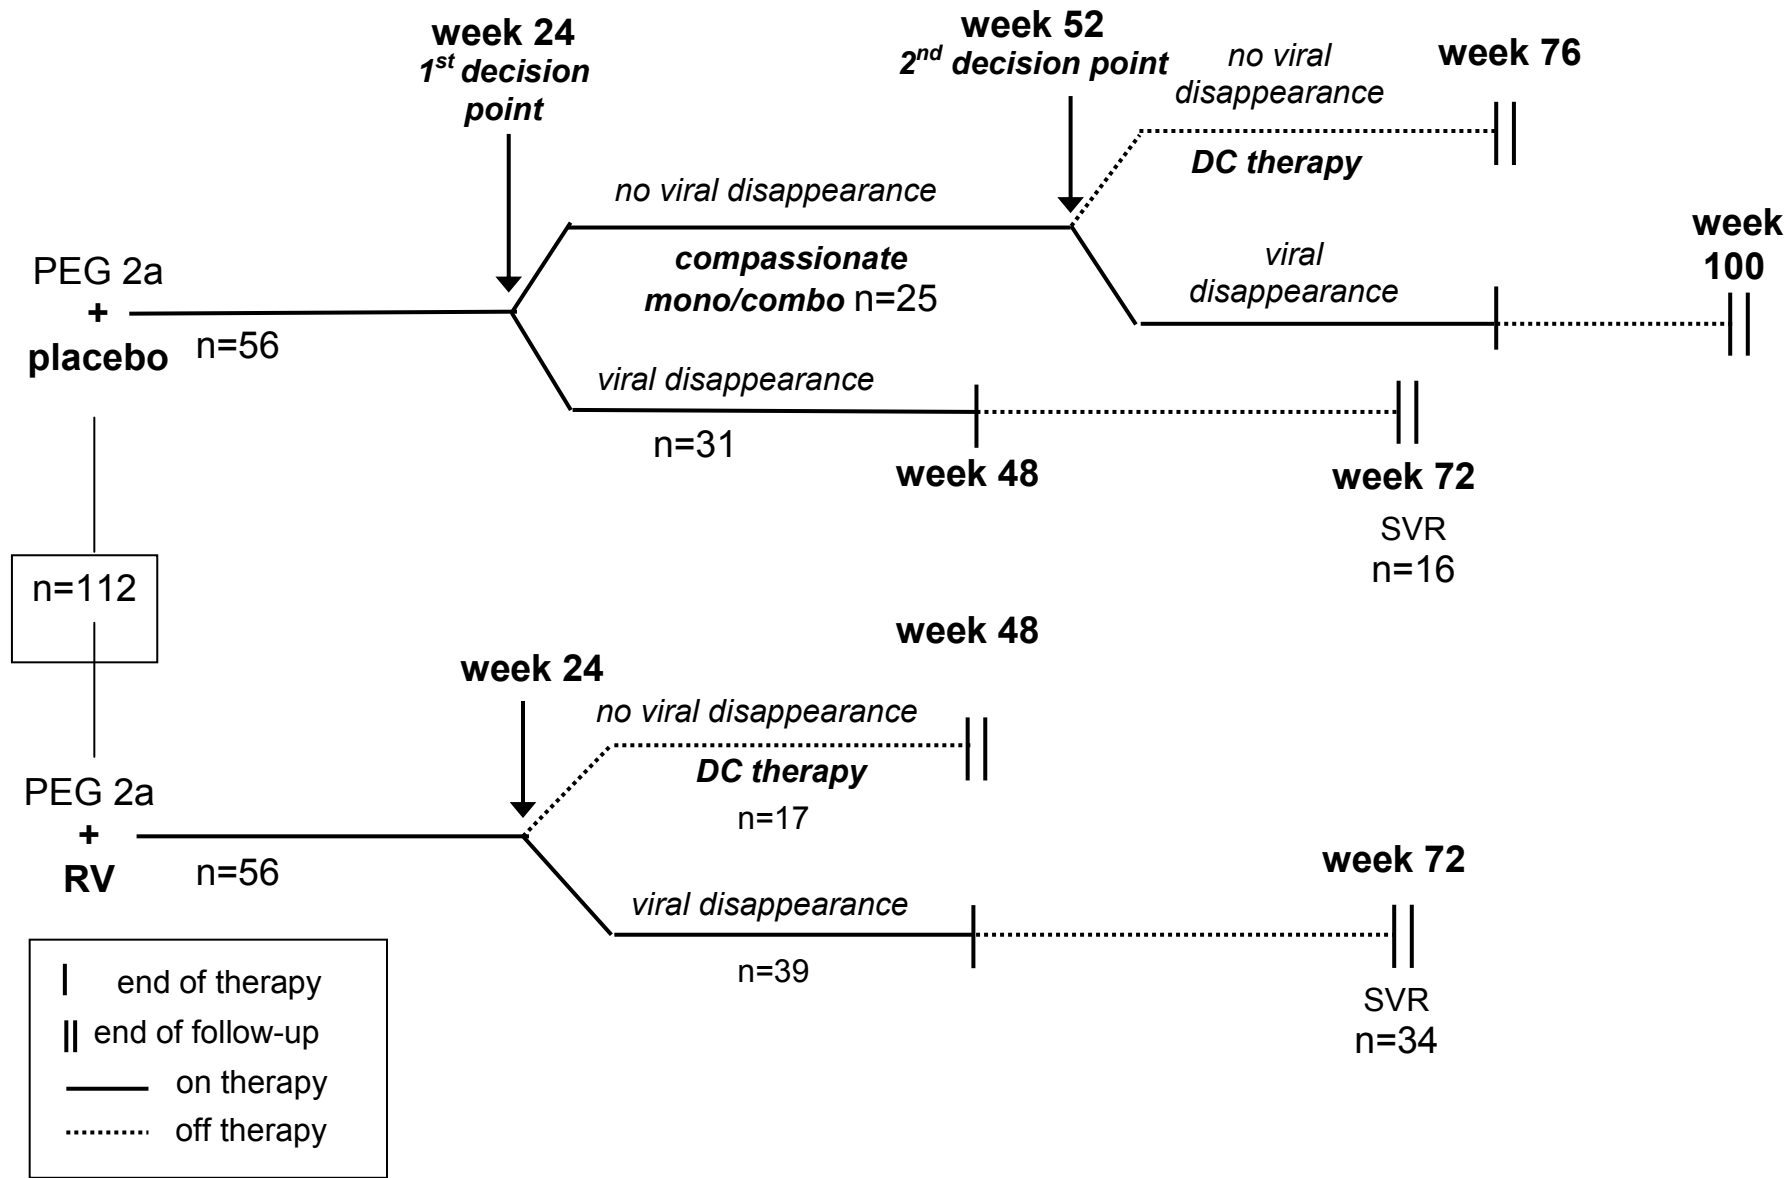 week 24
1st decision
point
week 52
2nd decision point
no viral
disappearance
week 76
DC therapy
no viral disappearance
compassionate
mono/combo n=25
viral
disappearance
week
100
PEG 2a
+
placebo
n=56
viral disappearance
n=31
week 48
week 72
SVR
n=16
n=112
week 48
week 24
no viral disappearance
DC therapy
n=17
PEG 2a
+
RV
n=56
viral disappearance
n=39
week 72
SVR
n=34
end of therapy
end of follow-up
on therapy
off therapy